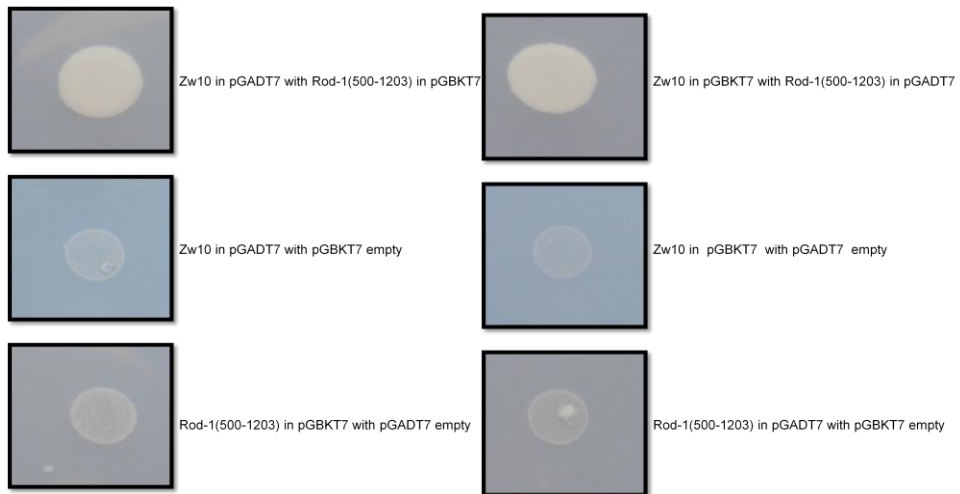 Zw10 in pGADT7 with Rod-1(500-1203) in pGBKT7
Zw10 in pGBKT7 with Rod-1(500-1203) in pGADT7
Zw10 in pGADT7 with pGBKT7 empty
Zw10 in pGBKT7 with pGADT7 empty
Rod-1(500-1203) in pGBKT7 with pGADT7 empty
Rod-1(500-1203) in pGADT7 with pGBKT7 empty